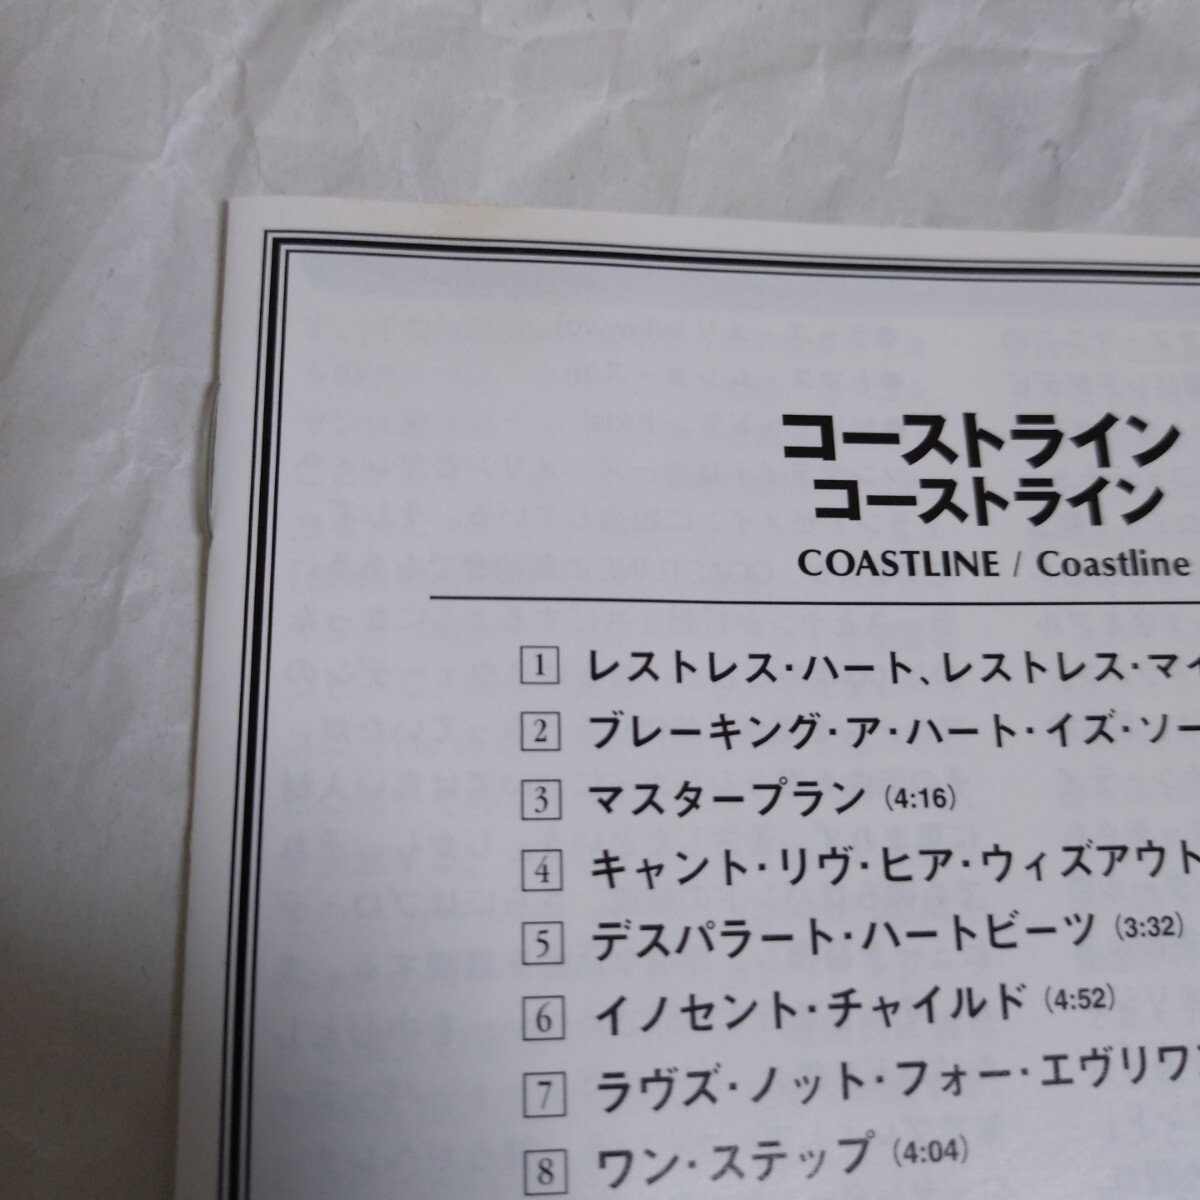 コーストライン
コーストライン
COASTLINE / Coastline
1 レストレス・ハート、レストレス・マイ
2 ブレーキング・ア・ハート・イズ・ソー
3 マスタープラン (4:16)
4 キャント・リヴ・ヒア・ウィズアウト
5 デスパラート・ハートビーツ (3:32)
6 イノセント・チャイルド (4:52)
7 ラヴズ・ノット・フォー・エヴリワン
8 ワン・ステップ (4:04)